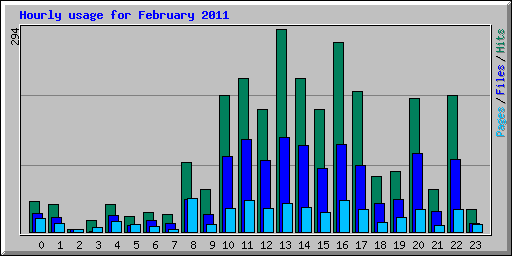 Hourly usage for February 2011
294
Pages / Files / Hits
0 1 2 3 4 5 6 7 8 9 10 11 12 13 14 15 16 17 18 19 20 21 22 23